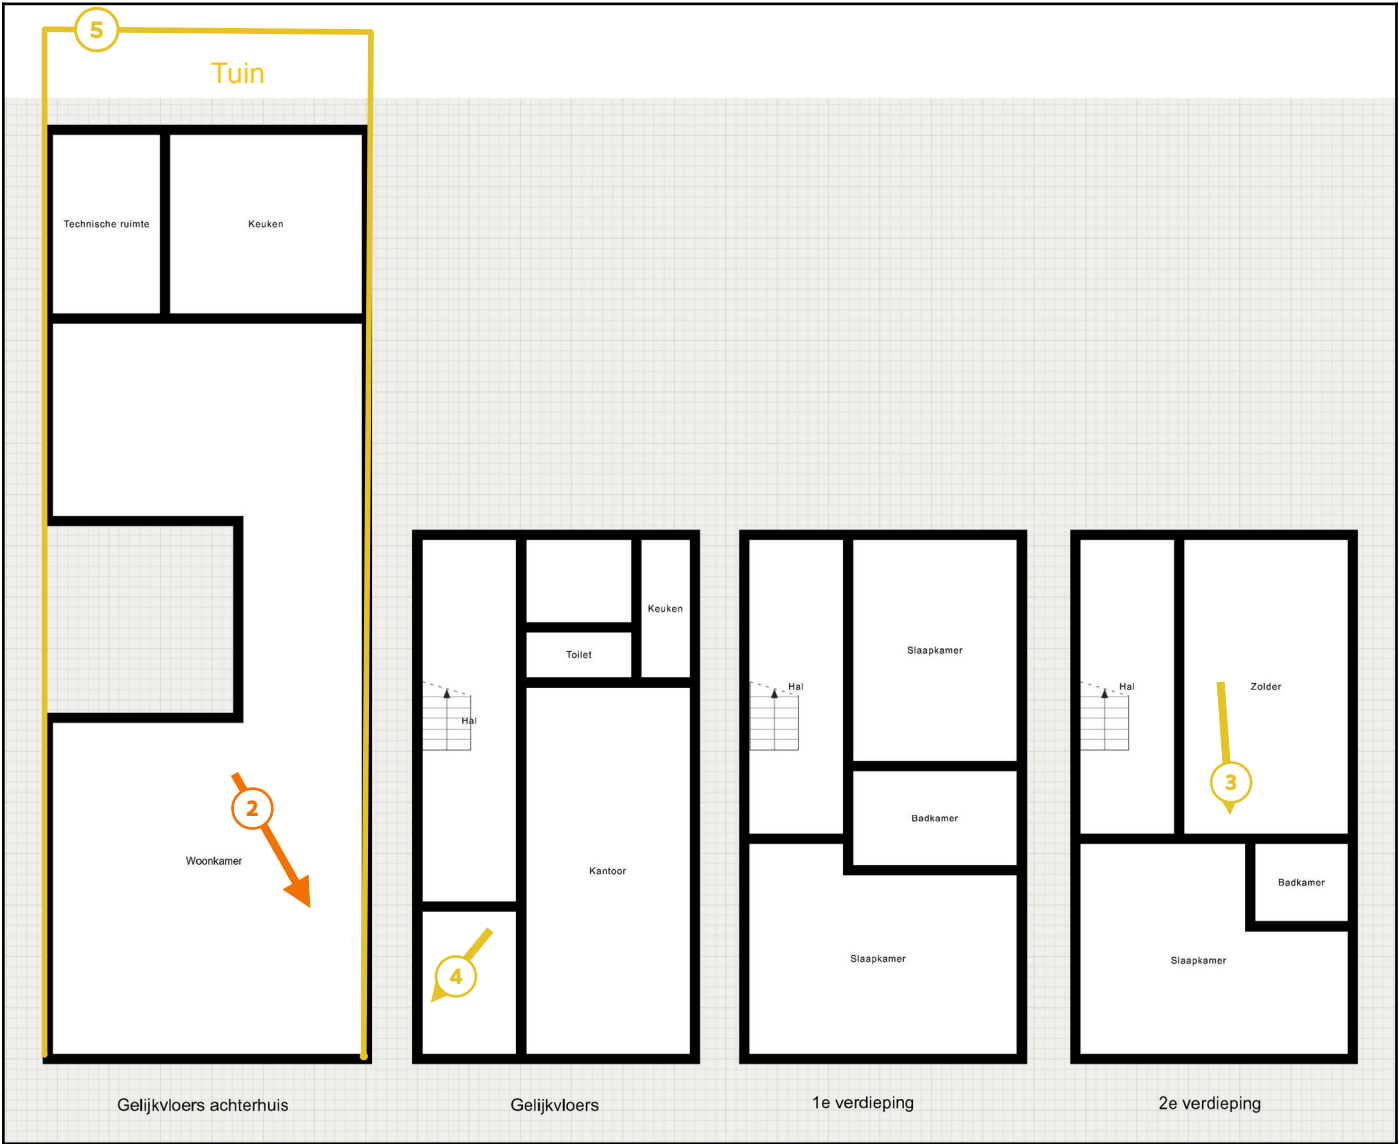 5
Tuin
Technische ruimte
Keuken
2
Woonkamer
Gelijkvloers achterhuis
Keuken
Toilet
Hal
Kantoor
4
Gelijkvloers
Slaapkamer
Hal
Badkamer
Slaapkamer
1e verdieping
Hal
Zolder
3
Badkamer
Slaapkamer
2e verdieping